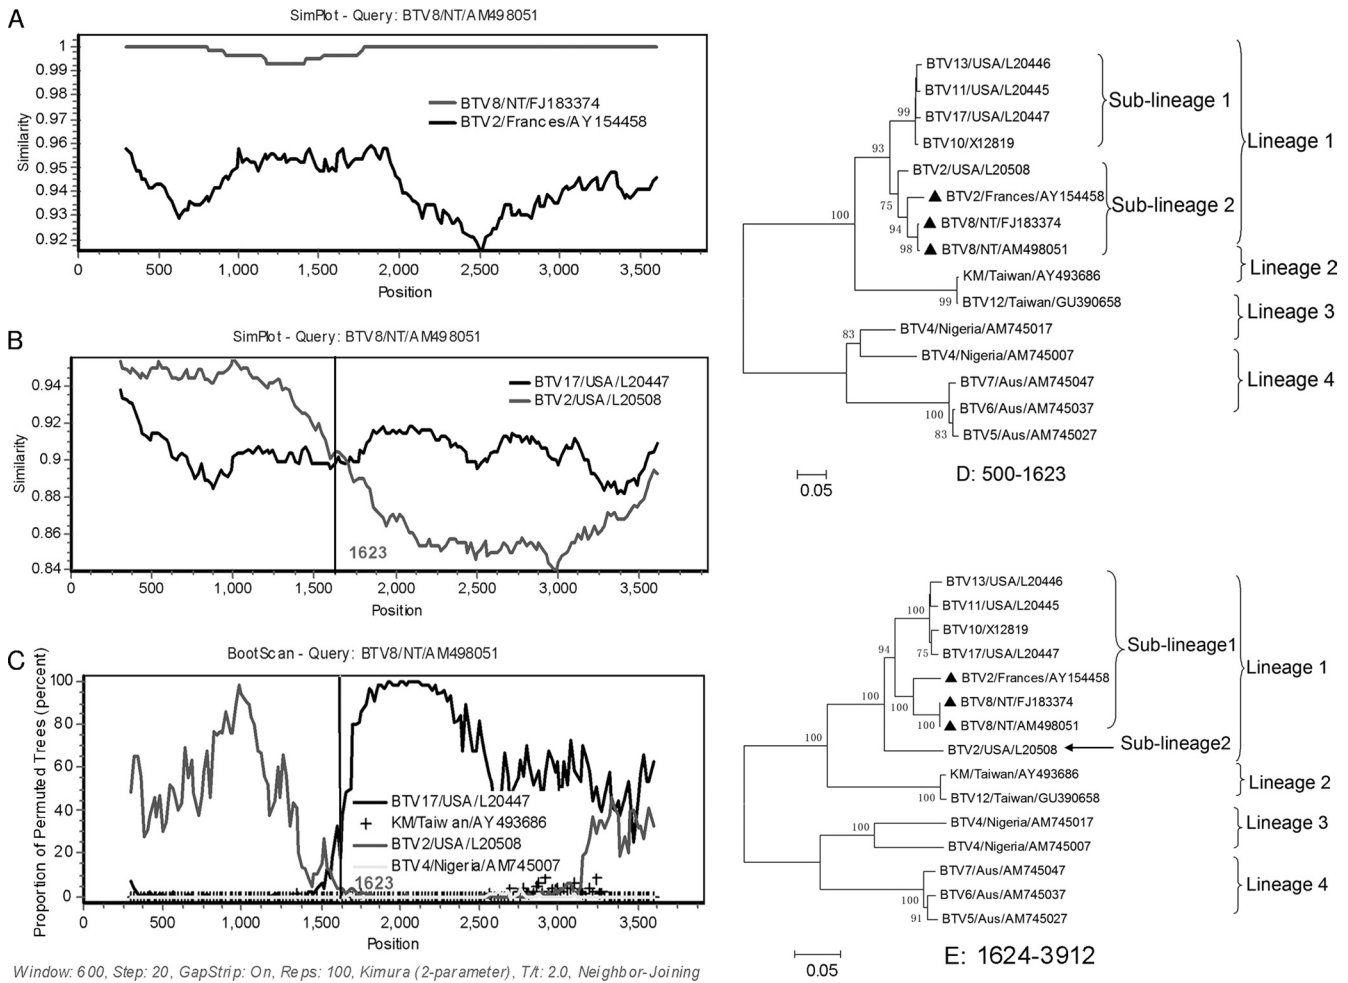 A
SimPlot - Query: BTV8/NT/AM498051
1
0.99
0.98
0.97
0.96
0.95
0.94
0.93
0.92
Similarity
BTV8/NT/FJ183374
BTV2/Frances/AY154458
0
500
1,000
1,500
2,000
2,500
3,000
3,500
Position
B
SimPlot - Query: BTV8/NT/AM498051
0.94
0.92
0.9
0.88
0.86
0.84
Similarity
BTV17/USA/L20447
BTV2/USA/L20508
1623
0
500
1,000
1,500
2,000
2,500
3,000
3,500
Position
C
BootScan - Query: BTV8/NT/AM498051
Proportion of Permuted Trees (percent)
100
80
60
40
20
0
BTV17/USA/L20447
KM/Taiwan/AY493686
BTV2/USA/L20508
BTV4/Nigeria/AM745007
1623
0
500
1,000
1,500
2,000
2,500
3,000
3,500
Position
Window: 600, Step: 20, GapStrip: On, Reps: 100, Kimura (2-parameter), T/t: 2.0, Neighbor-Joining
BTV13/USA/L20446
BTV11/USA/L20445
BTV17/USA/L20447
BTV10/X12819
BTV2/USA/L20508
BTV2/Frances/AY154458
BTV8/NT/FJ183374
BTV8/NT/AM498051
KM/Taiwan/AY493686
BTV12/Taiwan/GU390658
BTV4/Nigeria/AM745017
BTV4/Nigeria/AM745007
BTV7/Aus/AM745047
BTV6/Aus/AM745037
BTV5/Aus/AM745027
99
93
75
94
98
100
99
83
100
83
Sub-lineage 1
Sub-lineage 2
Lineage 1
Lineage 2
Lineage 3
Lineage 4
0.05
D: 500-1623
BTV13/USA/L20446
BTV11/USA/L20445
BTV10/X12819
BTV17/USA/L20447
BTV2/Frances/AY154458
BTV8/NT/FJ183374
BTV8/NT/AM498051
BTV2/USA/L20508
KM/Taiwan/AY493686
BTV12/Taiwan/GU390658
BTV4/Nigeria/AM745017
BTV4/Nigeria/AM745007
BTV7/Aus/AM745047
BTV6/Aus/AM745037
BTV5/Aus/AM745027
100
75
94
100
100
100
100
100
100
100
91
Sub-lineage1
Sub-lineage2
Lineage 1
Lineage 2
Lineage 3
Lineage 4
0.05
E: 1624-3912